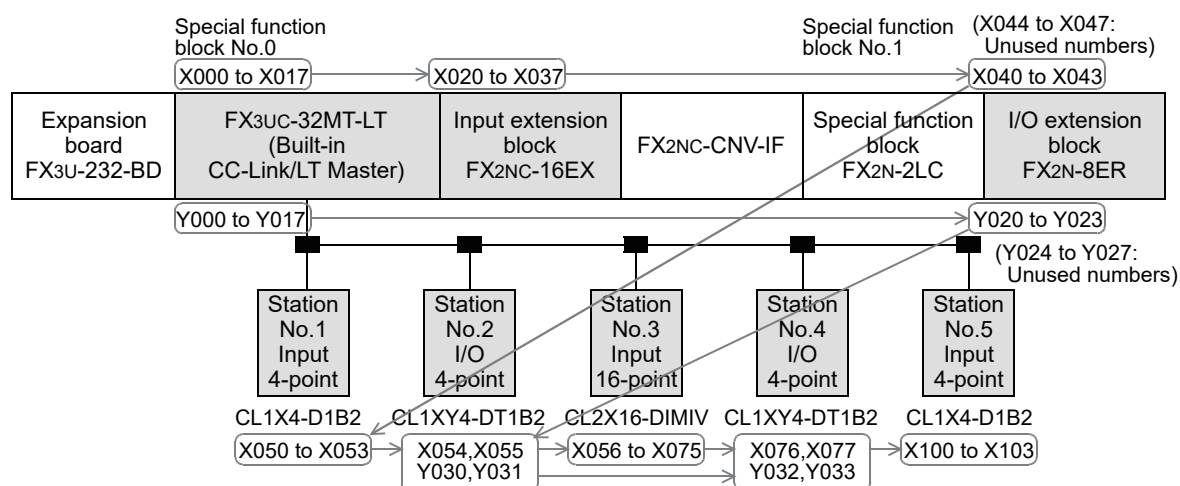 Special function
block No.0
Special function
block No.1
(X044 to X047:
Unused numbers)
X000 to X017
X020 to X037
X040 to X043
Expansion
board
FX3U-232-BD
FX3UC-32MT-LT
(Built-in
CC-Link/LT Master)
Input extension
block
FX2NC-16EX
FX2NC-CNV-IF
Special function
block
FX2N-2LC
I/O extension
block
FX2N-8ER
Y000 to Y017
Y020 to Y023
(Y024 to Y027:
Unused numbers)
Station
No.1
Input
4-point
Station
No.2
I/O
4-point
Station
No.3
Input
16-point
Station
No.4
I/O
4-point
Station
No.5
Input
4-point
CL1X4-D1B2
CL1XY4-DT1B2
CL2X16-DIMIV
CL1XY4-DT1B2
CL1X4-D1B2
X050 to X053
X054,X055
Y030,Y031
X056 to X075
X076,X077
Y032,Y033
X100 to X103